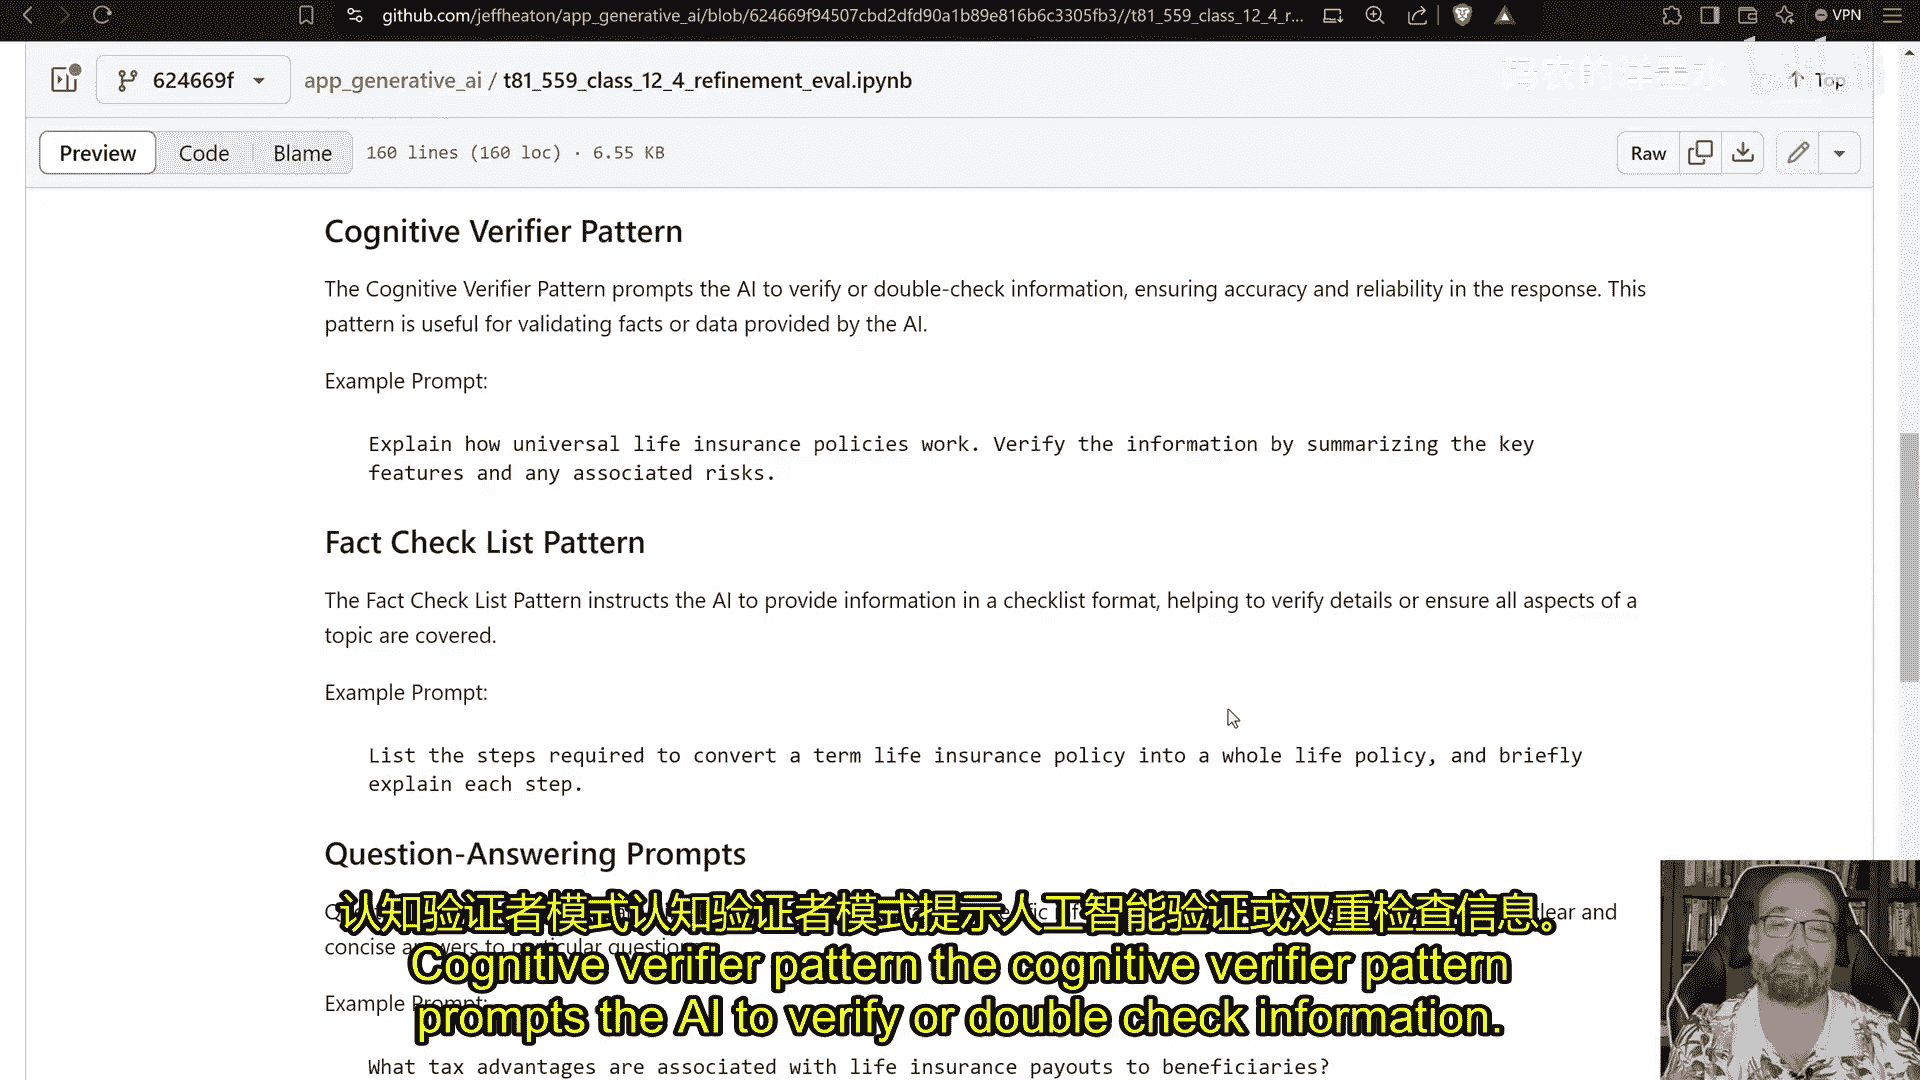 github.com/jeffheaton/app_generative_ai/blob/624669f94507cbd2dfd90a1b89e816b6c3305fb3//t81_559_class_12_4_r...
VPN
624669f
app_generative_ai / t81_559_class_12_4_refinement_eval.ipynb
码农的洋墨水
Top
Preview
Code
Blame
160 lines (160 loc) · 6.55 KB
Raw
Cognitive Verifier Pattern
The Cognitive Verifier Pattern prompts the AI to verify or double-check information, ensuring accuracy and reliability in the response. This
pattern is useful for validating facts or data provided by the AI.
Example Prompt:
Explain how universal life insurance policies work. Verify the information by summarizing the key
features and any associated risks.
Fact Check List Pattern
The Fact Check List Pattern instructs the AI to provide information in a checklist format, helping to verify details or ensure all aspects of a
topic are covered.
Example Prompt:
List the steps required to convert a term life insurance policy into a whole life policy, and briefly
explain each step.
Question-Answering Prompts
认知验证者模式认知验证者模式提示人工智能验证或双重检查信息。
and
concise answers to particular
Cognitive verifier pattern the cognitive verifier pattern
Example Prompt:
prompts the AI to verify or double check information.
What tax advantages are associated with life insurance payouts to beneficiaries?